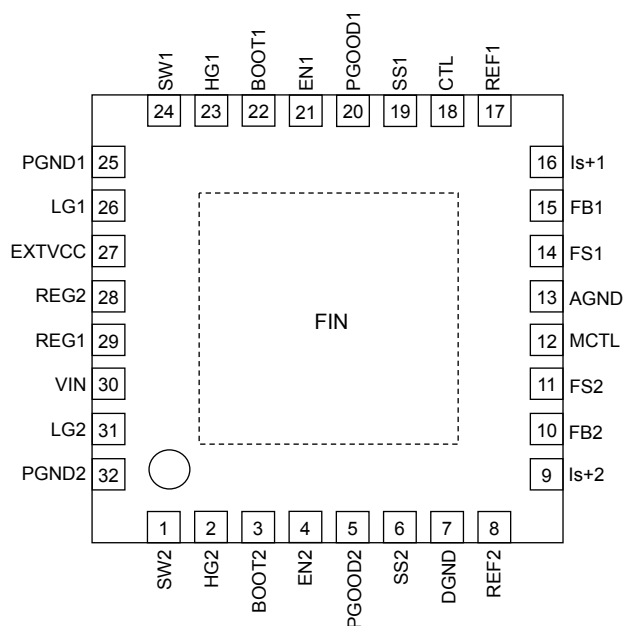 SW1 HG1 BOOT1 EN1 PGOOD1 SS1 CTL REF1
24 23 22 21 20 19 18 17
PGND1 25 16 Is+1
LG1 26 15 FB1
EXTVCC 27 14 FS1
REG2 28 13 AGND
FIN
REG1 29 12 MCTL
VIN 30 11 FS2
LG2 31 10 FB2
PGND2 32 9 Is+2
1 2 3 4 5 6 7 8
SW2 HG2 BOOT2 EN2 PGOOD2 SS2 DGND REF2